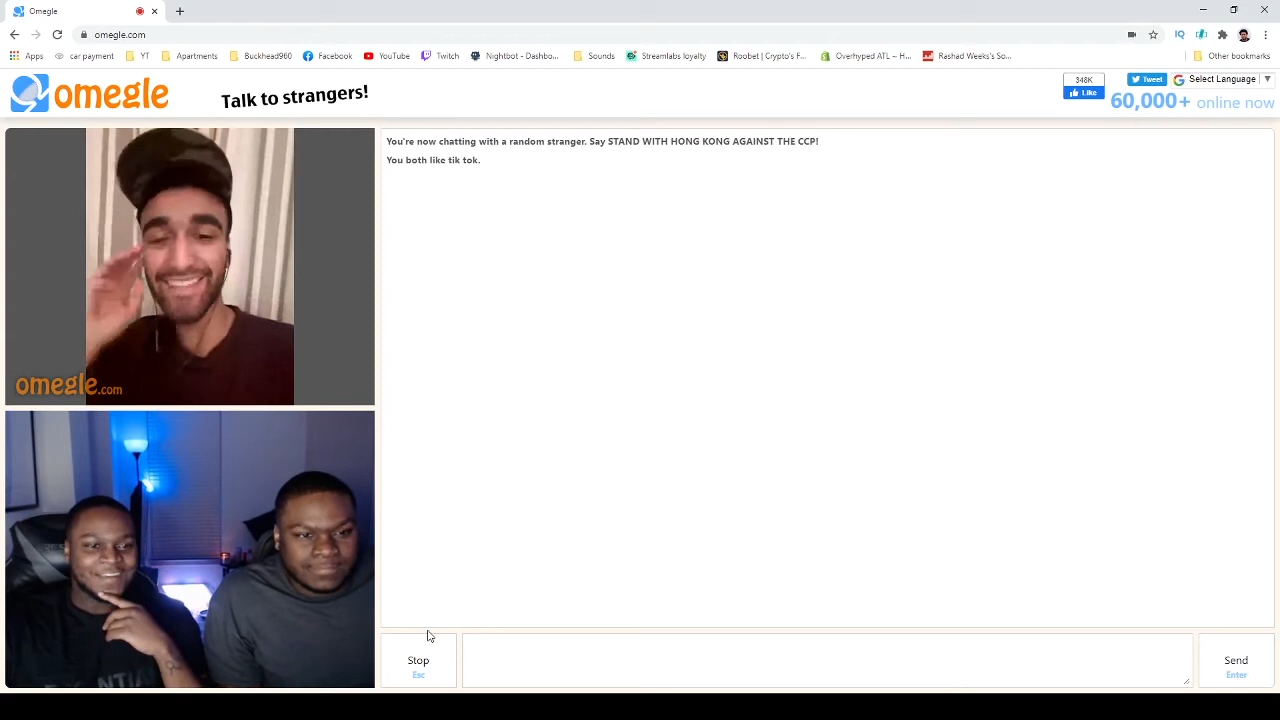 Omegle
omegle.com
Apps
car payment
YT
Apartments
Buckhead960
Facebook
YouTube
Twitch
Nightbot - Dashbo...
Sounds
Streamlabs loyalty
Roobet | Crypto's F...
Overhyped ATL – H...
Rashad Weeks's So...
Other bookmarks
omegle
Talk to strangers!
348K
Like
Tweet
Select Language
60,000+ online now
You're now chatting with a random stranger. Say STAND WITH HONG KONG AGAINST THE CCP!
You both like tik tok.
omegle.com
Stop
Esc
Send
Enter